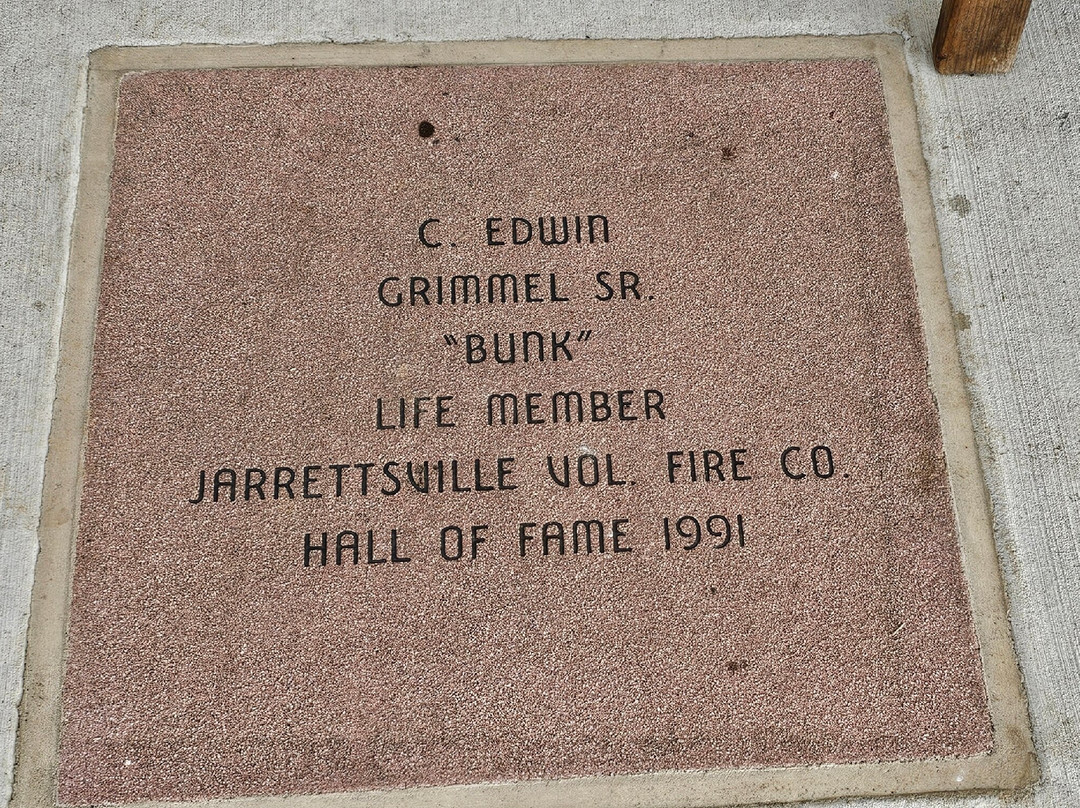 C. EDWIN
GRIMMEL SR.
"BUNK"
LIFE MEMBER
JARRETTSVILLE VOL. FIRE CO.
HALL OF FAME 1991